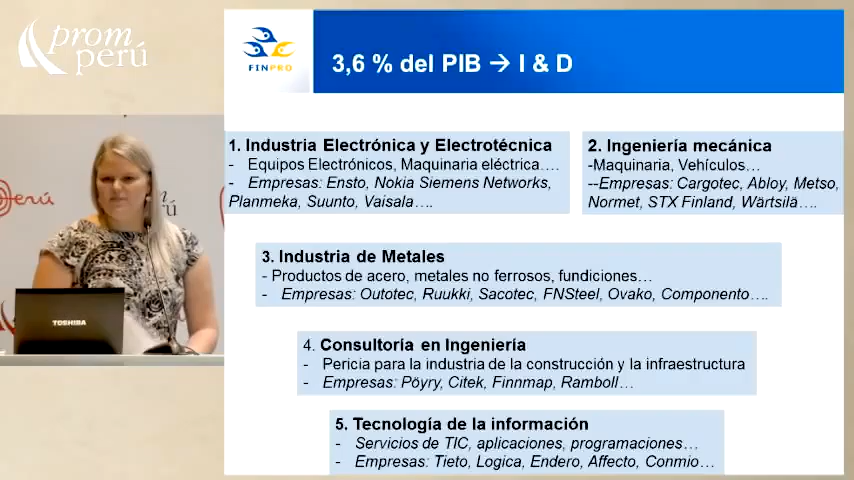 prom
perú
FINPRO
3,6 % del PIB → I & D
1. Industria Electrónica y Electrotécnica
- Equipos Electrónicos, Maquinaria eléctrica….
- Empresas: Ensto, Nokia Siemens Networks,
Planmeka, Suunto, Vaisala….
2. Ingeniería mecánica
-Maquinaria, Vehículos…
--Empresas: Cargotec, Abloy, Metso,
Normet, STX Finland, Wärtsilä….
3. Industria de Metales
- Productos de acero, metales no ferrosos, fundiciones…
- Empresas: Outotec, Ruukki, Sacotec, FNSteel, Ovako, Componento….
4. Consultoría en Ingeniería
- Pericia para la industria de la construcción y la infraestructura
- Empresas: Pöyry, Citek, Finnmap, Ramboll…
5. Tecnología de la información
- Servicios de TIC, aplicaciones, programaciones…
- Empresas: Tieto, Logica, Endero, Affecto, Conmio…
TOSHIBA